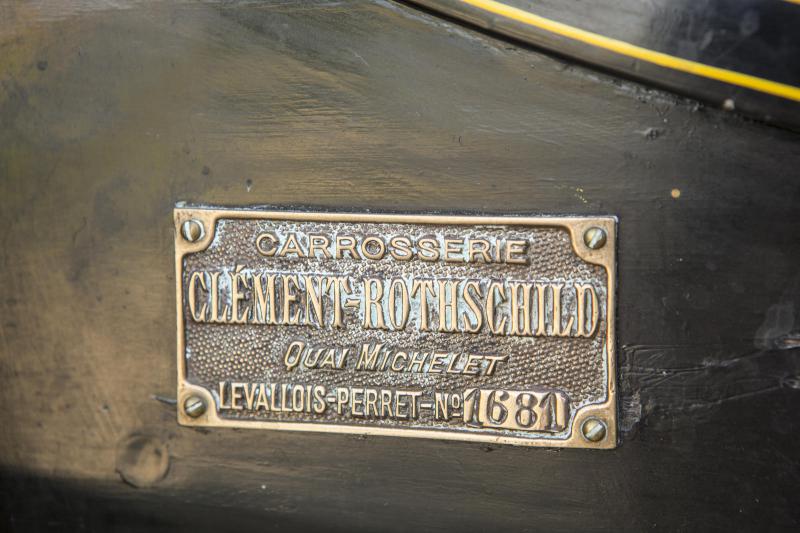 CARROSSERIE
CLÉMENT-ROTHSCHILD
QUAI MICHELET
LEVALLOIS-PERRET-No 1681